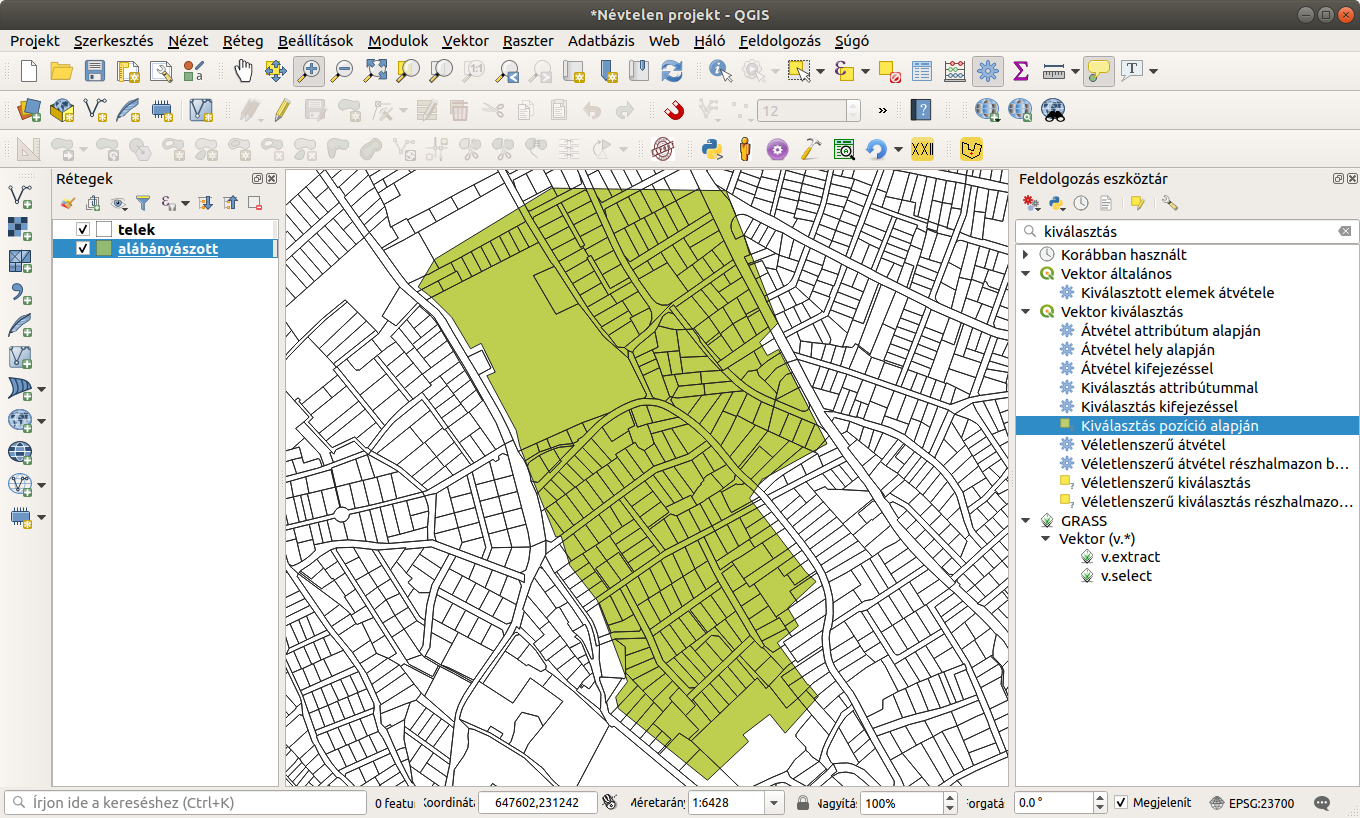 *Névtelen projekt - QGIS
Projekt Szerkesztés Nézet Réteg Beállítások Modulok Vektor Raszter Adatbázis Web Háló Feldolgozás Súgó
12
»
XXII
Rétegek
telek
alábányászott
Feldolgozás eszköztár
kiválasztás
Korábban használt
Vektor általános
Kiválasztott elemek átvétele
Vektor kiválasztás
Átvétel attribútum alapján
Átvétel hely alapján
Átvétel kifejezéssel
Kiválasztás attribútummal
Kiválasztás kifejezéssel
Kiválasztás pozíció alapján
Véletlenszerű átvétel
Véletlenszerű átvétel részhalmazon b...
Véletlenszerű kiválasztás
Véletlenszerű kiválasztás részhalmazo...
GRASS
Vektor (v.*)
v.extract
v.select
Írjon ide a kereséshez (Ctrl+K) 0 featu Koordináta 647602,231242 Méretarány 1:6428 Nagyítás 100% Forgatás 0.0 ° Megjelenít EPSG:23700